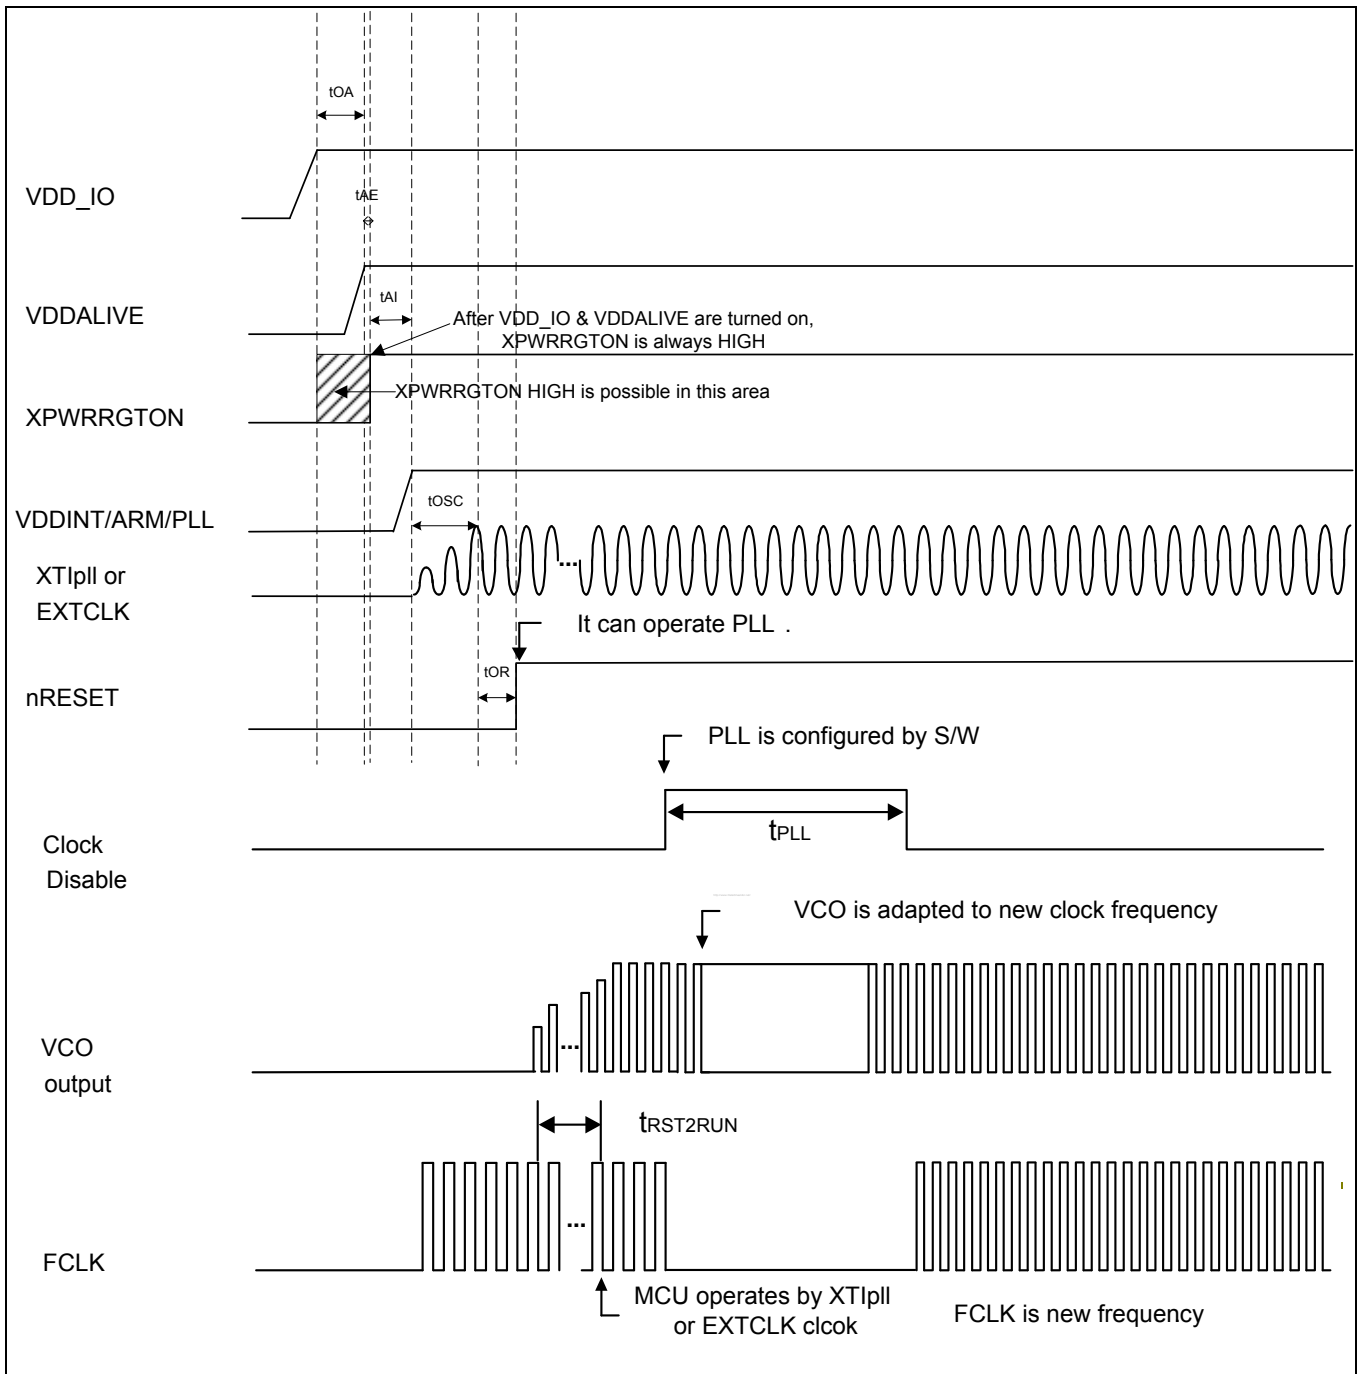 tOA
VDD_IO
tAE
VDDALIVE
tAI
After VDD_IO & VDDALIVE are turned on,
XPWRRGTON is always HIGH
XPWRRGTON HIGH is possible in this area
XPWRRGTON
VDDINT/ARM/PLL
tOSC
XTIpll or
EXTCLK
...
It can operate PLL .
nRESET
tOR
PLL is configured by S/W
tPLL
Clock
Disable
VCO is adapted to new clock frequency
VCO
output
...
tRST2RUN
...
FCLK
MCU operates by XTIpll
or EXTCLK clcok
FCLK is new frequency